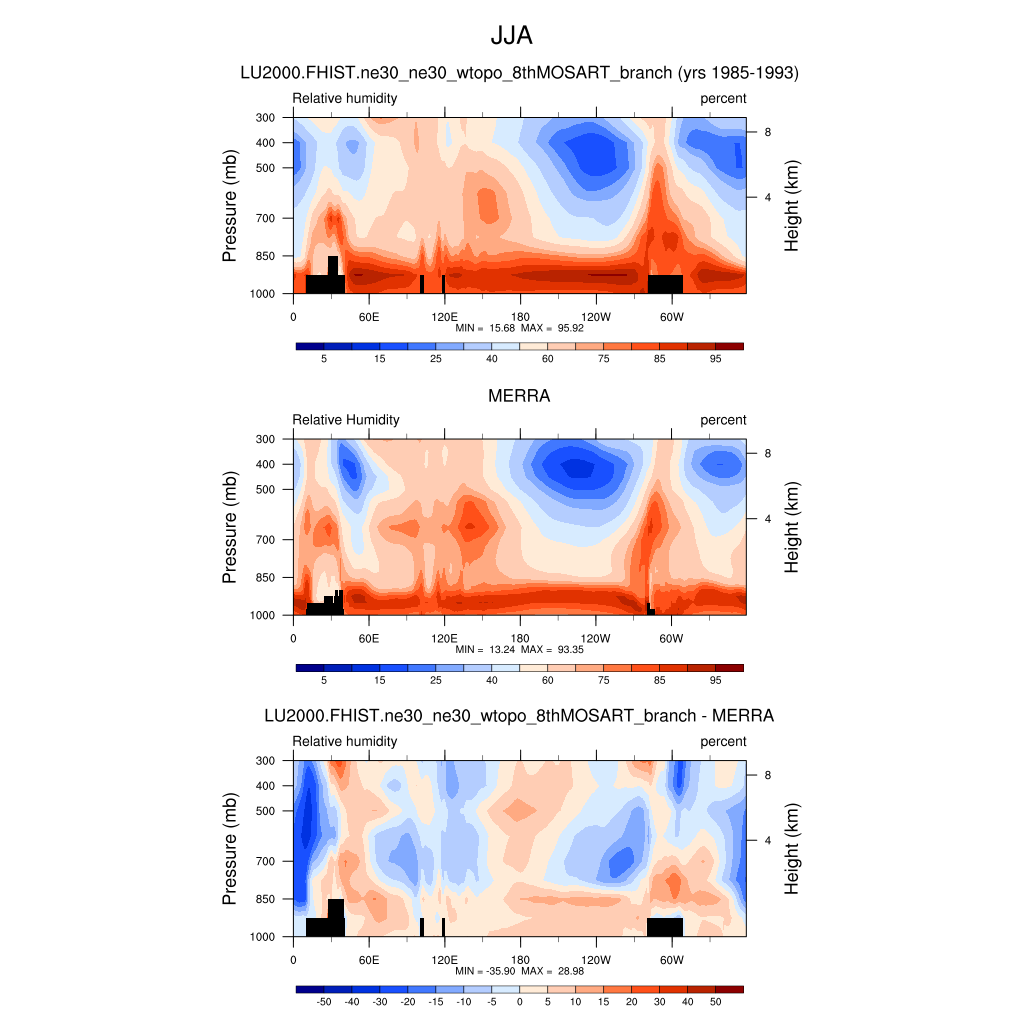 JJA
LU2000.FHIST.ne30_ne30_wtopo_8thMOSART_branch (yrs 1985-1993)
Relative humidity percent
300
400
500
700
850
1000
Pressure (mb)
8
4
Height (km)
0 60E 120E 180 120W 60W
MIN = 15.68 MAX = 95.92
5 15 25 40 60 75 85 95
MERRA
Relative Humidity percent
300
400
500
700
850
1000
Pressure (mb)
8
4
Height (km)
0 60E 120E 180 120W 60W
MIN = 13.24 MAX = 93.35
5 15 25 40 60 75 85 95
LU2000.FHIST.ne30_ne30_wtopo_8thMOSART_branch - MERRA
Relative humidity percent
300
400
500
700
850
1000
Pressure (mb)
8
4
Height (km)
0 60E 120E 180 120W 60W
MIN = -35.90 MAX = 28.98
-50 -40 -30 -20 -15 -10 -5 0 5 10 15 20 30 40 50